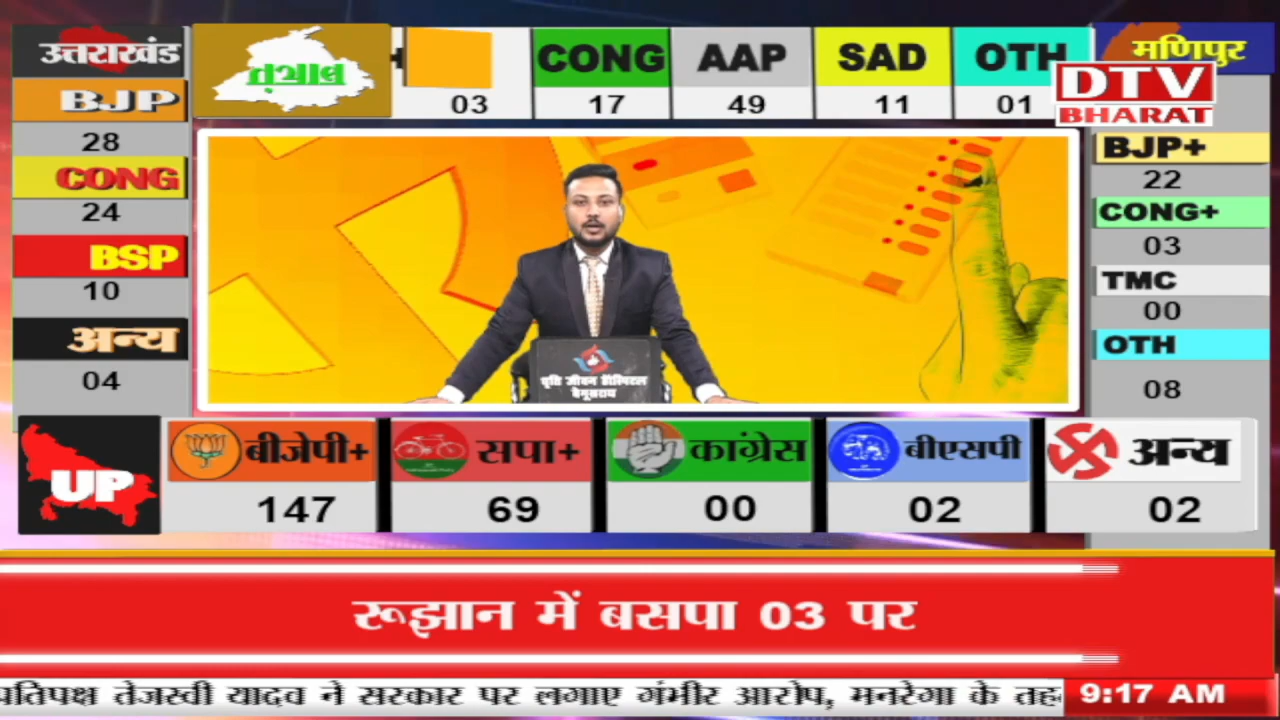 उत्तराखंड
BJP
28
CONG
24
BSP
10
अन्य
04
पंजाब
03
CONG
17
AAP
49
SAD
11
OTH
01
मणिपुर
DTV
BHARAT
BJP+
22
CONG+
03
TMC
00
OTH
08
बेगूसराय
UP
बीजेपी+
147
सपा+
69
कांग्रेस
00
बीएसपी
02
अन्य
02
रूझान में बसपा 03 पर
प्रतिपक्ष तेजस्वी यादव ने सरकार पर लगाए गंभीर आरोप, मनरेगा के तह
9:17 AM